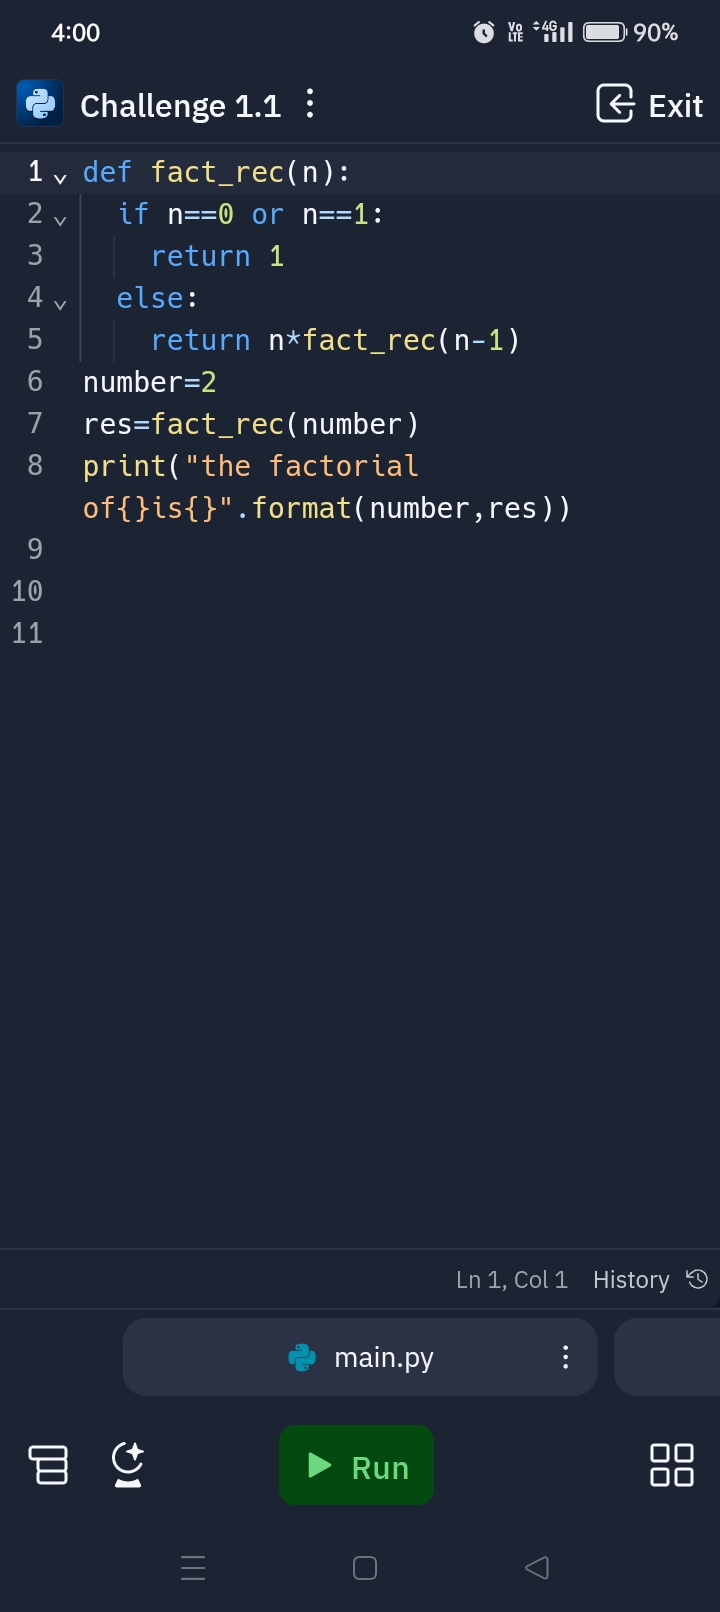 4:00
Vo LTE 4G 90%
Challenge 1.1
Exit
1 def fact_rec(n):
2   if n==0 or n==1:
3     return 1
4   else:
5     return n*fact_rec(n-1)
6 number=2
7 res=fact_rec(number)
8 print("the factorial
of{}is{}".format(number,res))
9
10
11
Ln 1, Col 1 History
main.py
Run